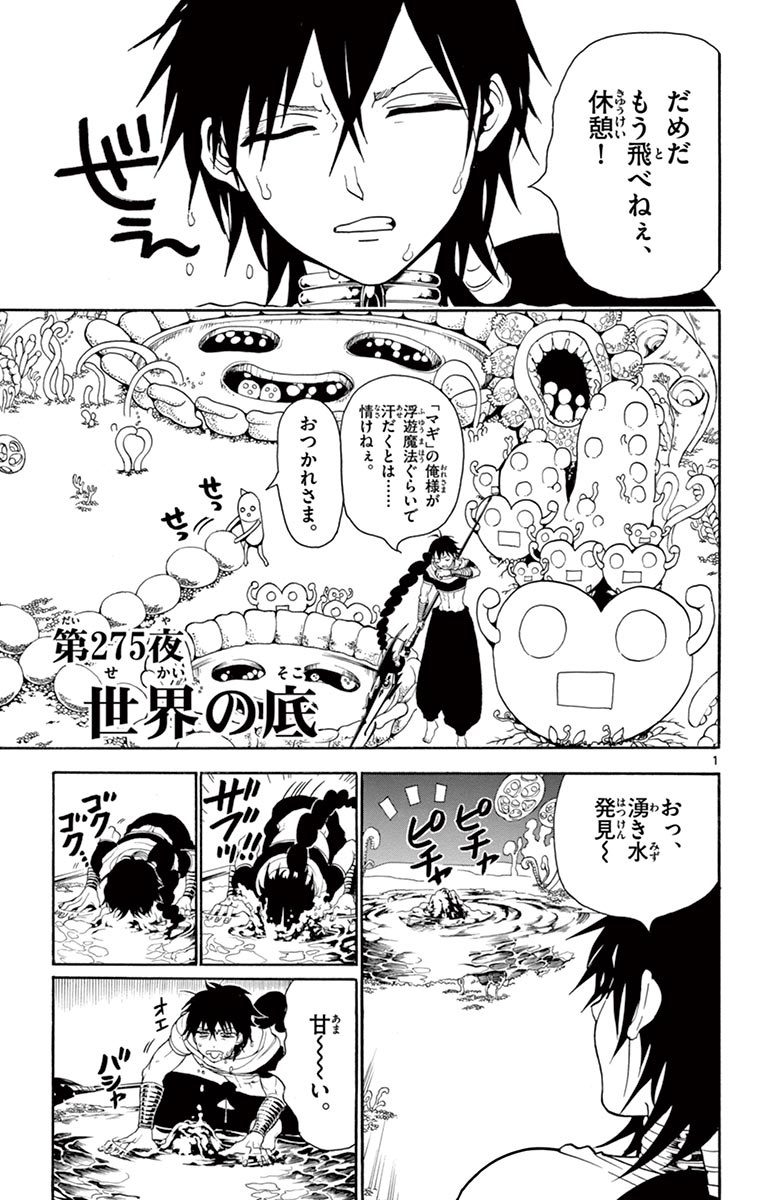 だめだ
もう飛べねぇ、
休憩！
ぜぇ
「マギ」の俺様が
浮遊魔法ぐらいで
汗だくとは……
情けねぇ。
おつかれさま。
せっ
せっ
第275夜
世界の底
1
おっ、
湧き水
発見〜
ピチャ
ピチャ
ザブッ!!
ゴク
ゴク…
甘〜〜い。
オェ
バシャ